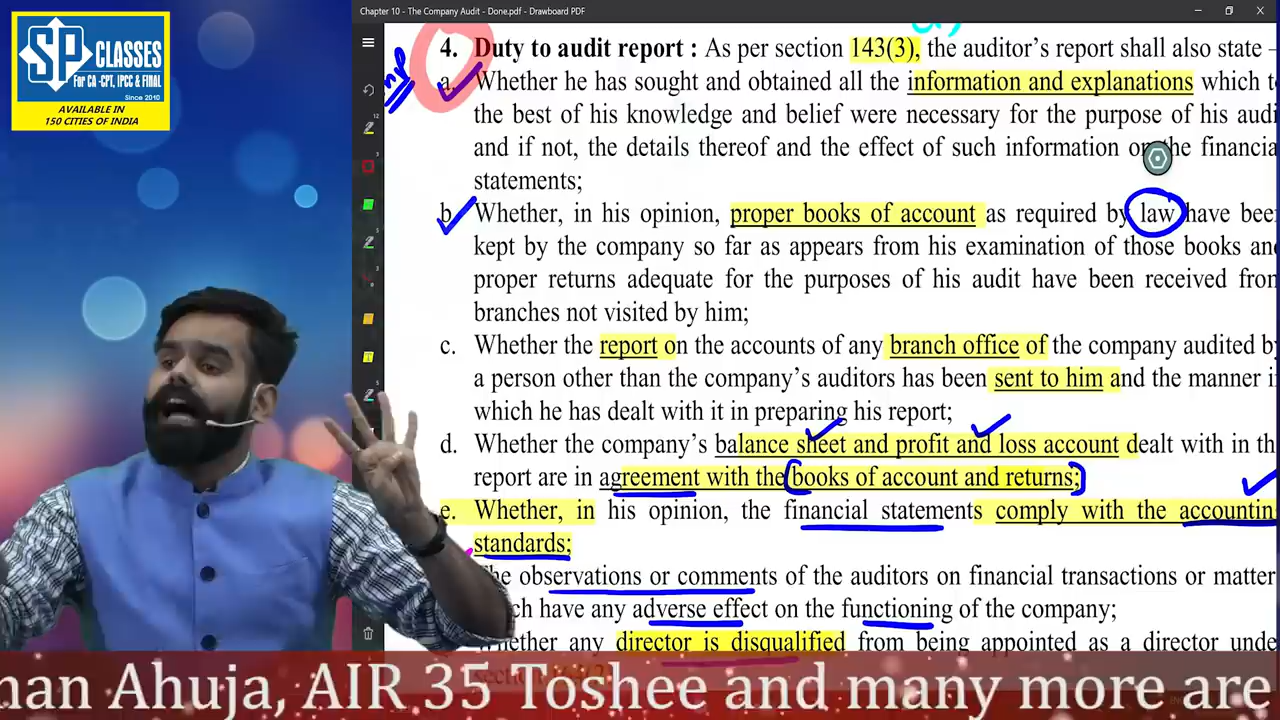 Chapter 10 - The Company Audit - Done.pdf - Drawboard PDF
SP CLASSES
For CA -CPT, IPCC & FINAL
Since 2010
AVAILABLE IN
150 CITIES OF INDIA
4. Duty to audit report : As per section 143(3), the auditor's report shall also state –
a. Whether he has sought and obtained all the information and explanations which t
the best of his knowledge and belief were necessary for the purpose of his audi
and if not, the details thereof and the effect of such information on the financia
statements;
b. Whether, in his opinion, proper books of account as required by law have bee
kept by the company so far as appears from his examination of those books an
proper returns adequate for the purposes of his audit have been received fro
branches not visited by him;
c. Whether the report on the accounts of any branch office of the company audited b
a person other than the company's auditors has been sent to him and the manner i
which he has dealt with it in preparing his report;
d. Whether the company's balance sheet and profit and loss account dealt with in th
report are in agreement with the books of account and returns;
e. Whether, in his opinion, the financial statements comply with the accountin
standards;
he observations or comments of the auditors on financial transactions or matter
ch have any adverse effect on the functioning of the company;
hether any director is disqualified from being appointed as a director unde
man Ahuja, AIR 35 Toshee and many more are